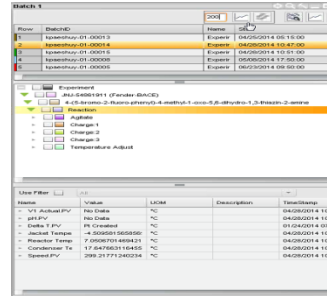 Batch 1
200
Row BatchID Name
1 kpaeshuy-01-00013 Experir 04/25/2014 05:15:00
2 kpaeshuy-01-00014 Experir 04/28/2014 10:47:00
3 kpaeshuy-01-00015 Experir 04/28/2014 10:51:00
4 kpaeshuy-01-00006 Experir 05/08/2014 17:50:00
5 kpaeshuy-01-00005 Experir 06/23/2014 09:50:00
Experiment
JNJ-54861911 (Fender-BACE)
4-(5-bromo-2-fluoro-phenyl)-4-methyl-1-oxo-5,6-dihydro-1,3-thiazin-2-amine
Reaction
Agitate
Charge-1
Charge-2
Charge-3
Temperature Adjust
Use Filter All
Name Value UOM Description TimeStamp
V1 Actual.PV No Data °C 04/28/2014 10
pH.PV No Data °C 04/28/2014 10
Delta T.PV Pt Created °C 01/24/2014 0
Jacket Tempe °C 04/28/2014 10
Reactor Temp 7.0506701469421 °C 04/28/2014 10
Condenser Te 17.647663116455 °C 04/28/2014 10
Speed.PV 299.21771240234 °C 04/28/2014 10